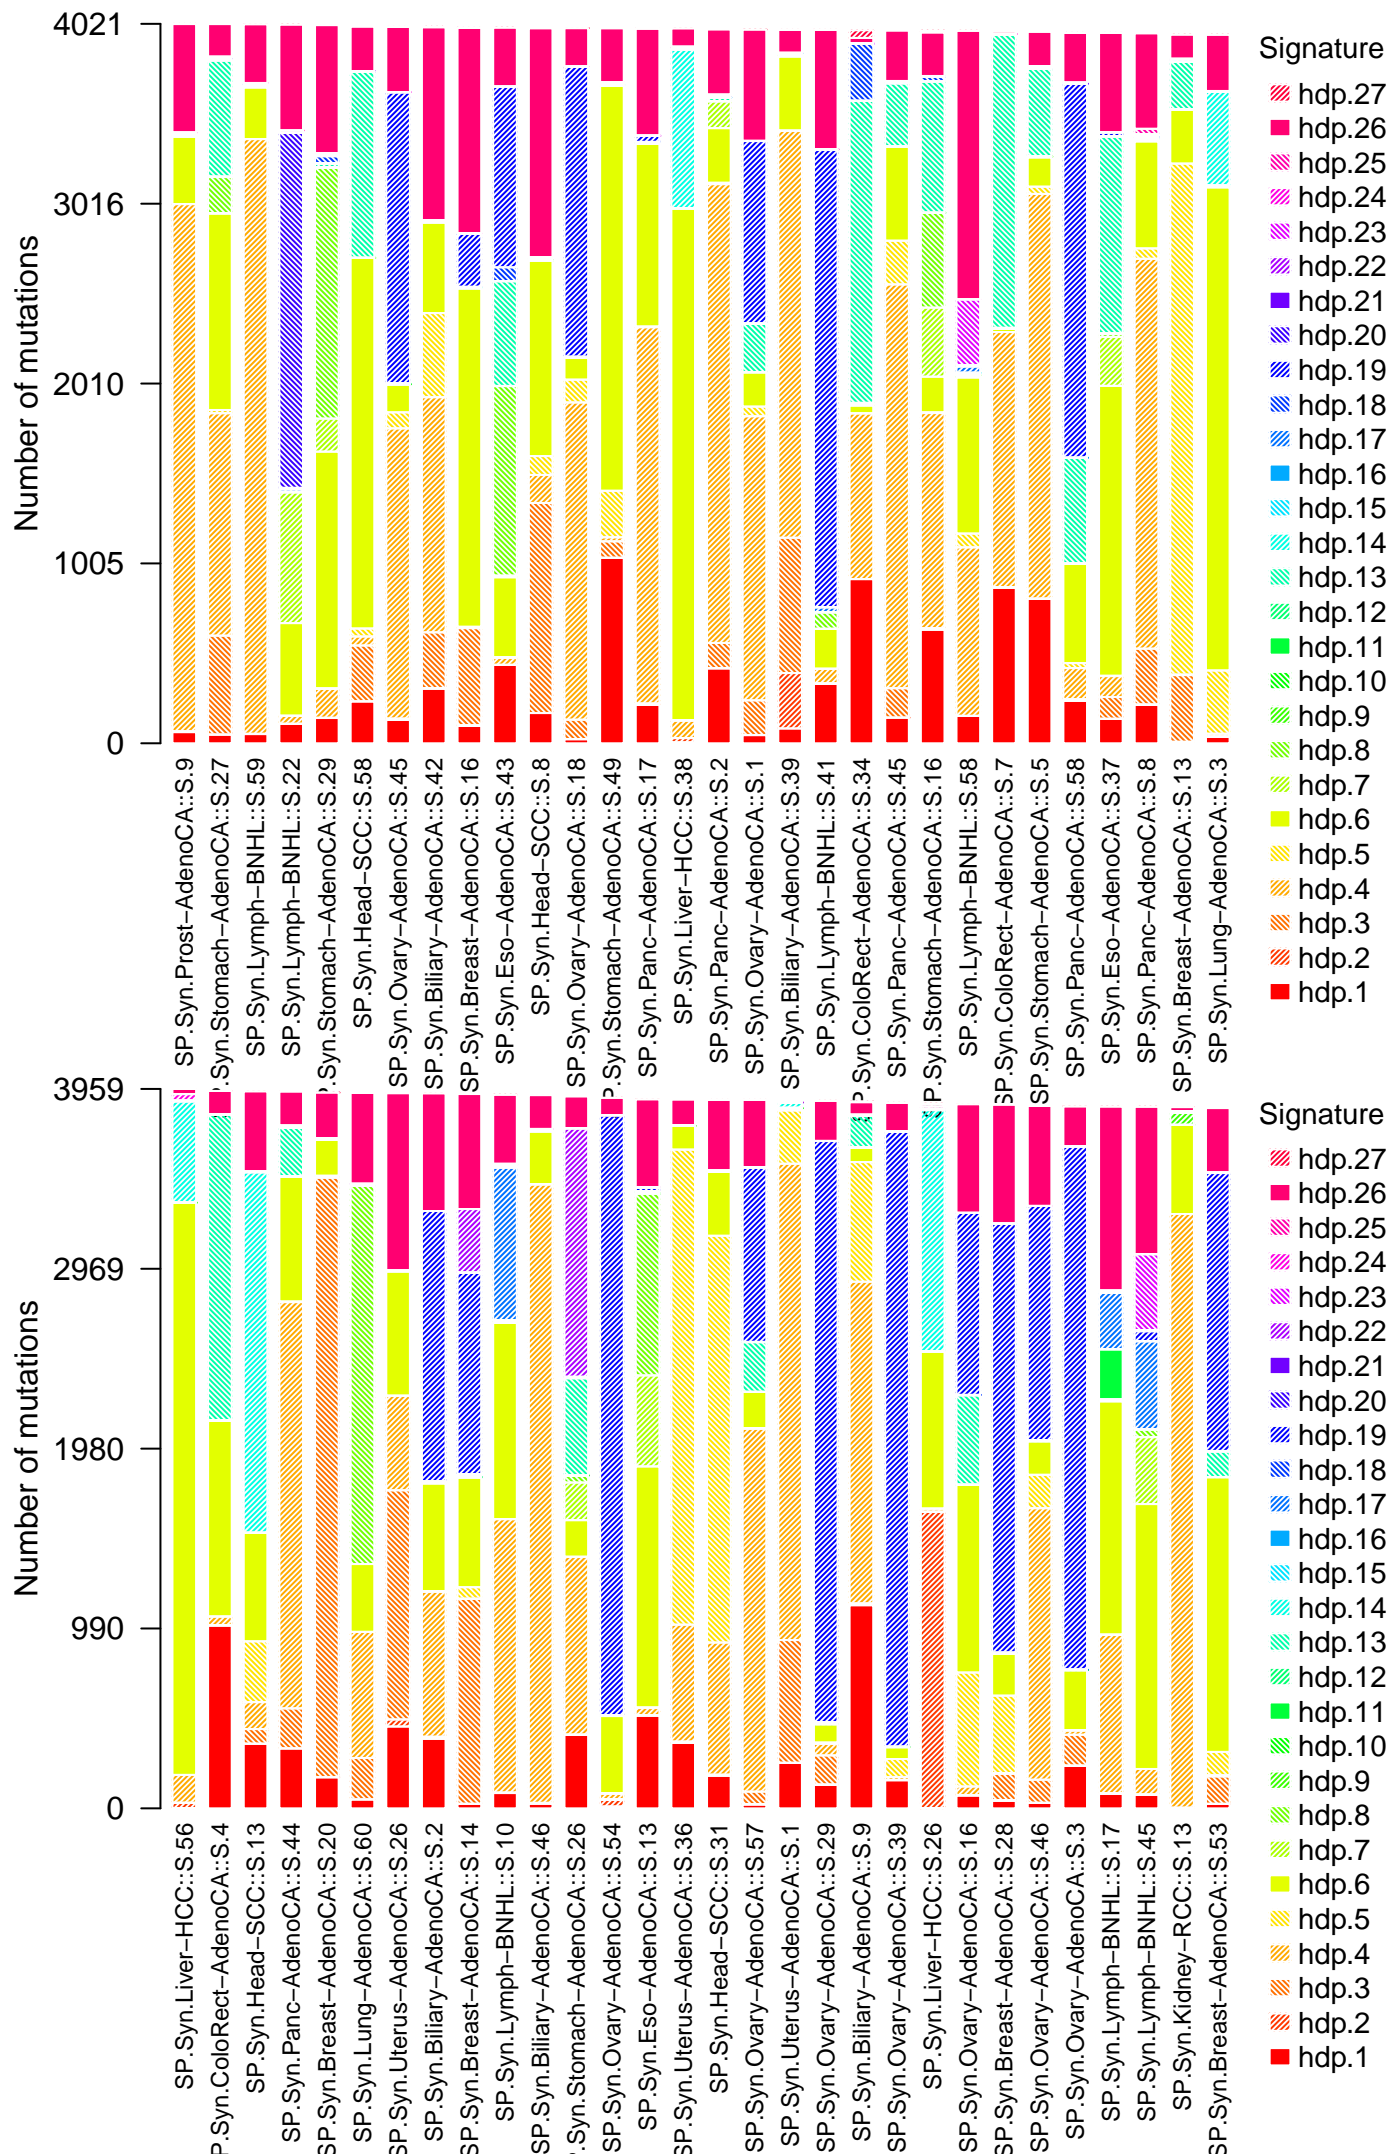 Number of mutations
4021
3016
2010
1005
0
SP.Syn.Prost−AdenoCA::S.9
P.Syn.Stomach−AdenoCA::S.27
SP.Syn.Lymph−BNHL::S.59
SP.Syn.Lymph−BNHL::S.22
P.Syn.Stomach−AdenoCA::S.29
SP.Syn.Head−SCC::S.58
SP.Syn.Ovary−AdenoCA::S.45
SP.Syn.Biliary−AdenoCA::S.42
SP.Syn.Breast−AdenoCA::S.16
SP.Syn.Eso−AdenoCA::S.43
SP.Syn.Head−SCC::S.8
SP.Syn.Ovary−AdenoCA::S.18
P.Syn.Stomach−AdenoCA::S.49
SP.Syn.Panc−AdenoCA::S.17
SP.Syn.Liver−HCC::S.38
SP.Syn.Panc−AdenoCA::S.2
SP.Syn.Ovary−AdenoCA::S.1
SP.Syn.Biliary−AdenoCA::S.39
SP.Syn.Lymph−BNHL::S.41
P.Syn.ColoRect−AdenoCA::S.34
SP.Syn.Panc−AdenoCA::S.45
P.Syn.Stomach−AdenoCA::S.16
SP.Syn.Lymph−BNHL::S.58
SP.Syn.ColoRect−AdenoCA::S.7
SP.Syn.Stomach−AdenoCA::S.5
SP.Syn.Panc−AdenoCA::S.58
SP.Syn.Eso−AdenoCA::S.37
SP.Syn.Panc−AdenoCA::S.8
SP.Syn.Breast−AdenoCA::S.13
SP.Syn.Lung−AdenoCA::S.3
Signature
hdp.27
hdp.26
hdp.25
hdp.24
hdp.23
hdp.22
hdp.21
hdp.20
hdp.19
hdp.18
hdp.17
hdp.16
hdp.15
hdp.14
hdp.13
hdp.12
hdp.11
hdp.10
hdp.9
hdp.8
hdp.7
hdp.6
hdp.5
hdp.4
hdp.3
hdp.2
hdp.1
Number of mutations
3959
2969
1980
990
0
SP.Syn.Liver−HCC::S.56
P.Syn.ColoRect−AdenoCA::S.4
SP.Syn.Head−SCC::S.13
SP.Syn.Panc−AdenoCA::S.44
SP.Syn.Breast−AdenoCA::S.20
SP.Syn.Lung−AdenoCA::S.60
SP.Syn.Uterus−AdenoCA::S.26
SP.Syn.Biliary−AdenoCA::S.2
SP.Syn.Breast−AdenoCA::S.14
SP.Syn.Lymph−BNHL::S.10
SP.Syn.Biliary−AdenoCA::S.46
P.Syn.Stomach−AdenoCA::S.26
SP.Syn.Ovary−AdenoCA::S.54
SP.Syn.Eso−AdenoCA::S.13
SP.Syn.Uterus−AdenoCA::S.36
SP.Syn.Head−SCC::S.31
SP.Syn.Ovary−AdenoCA::S.57
SP.Syn.Uterus−AdenoCA::S.1
SP.Syn.Ovary−AdenoCA::S.29
SP.Syn.Biliary−AdenoCA::S.9
SP.Syn.Ovary−AdenoCA::S.39
SP.Syn.Liver−HCC::S.26
SP.Syn.Ovary−AdenoCA::S.16
SP.Syn.Breast−AdenoCA::S.28
SP.Syn.Ovary−AdenoCA::S.46
SP.Syn.Ovary−AdenoCA::S.3
SP.Syn.Lymph−BNHL::S.17
SP.Syn.Lymph−BNHL::S.45
SP.Syn.Kidney−RCC::S.13
SP.Syn.Breast−AdenoCA::S.53
Signature
hdp.27
hdp.26
hdp.25
hdp.24
hdp.23
hdp.22
hdp.21
hdp.20
hdp.19
hdp.18
hdp.17
hdp.16
hdp.15
hdp.14
hdp.13
hdp.12
hdp.11
hdp.10
hdp.9
hdp.8
hdp.7
hdp.6
hdp.5
hdp.4
hdp.3
hdp.2
hdp.1